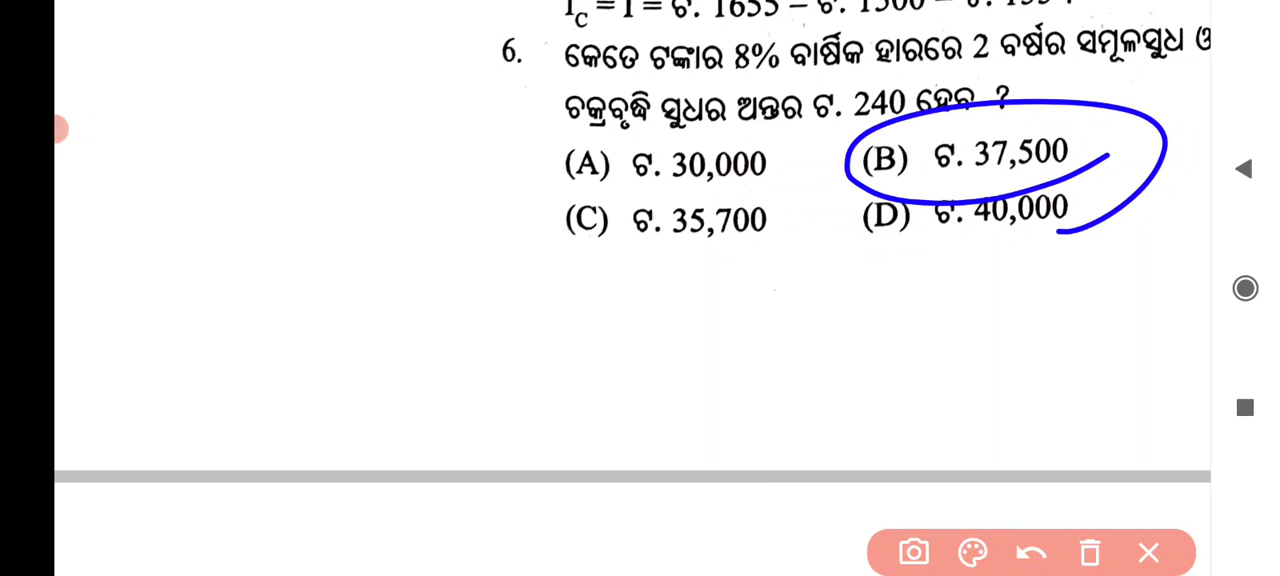 6. କେତେ ଟଙ୍କାର 8% ବାର୍ଷିକ ହାରରେ 2 ବର୍ଷର ସମୂଳସୁଧ ଓ
ଚକ୍ରବୃଦ୍ଧି ସୁଧର ଅନ୍ତର ଟ. 240 ହେବ ?
(A) ଟ. 30,000 (B) ଟ. 37,500
(C) ଟ. 35,700 (D) ଟ. 40,000